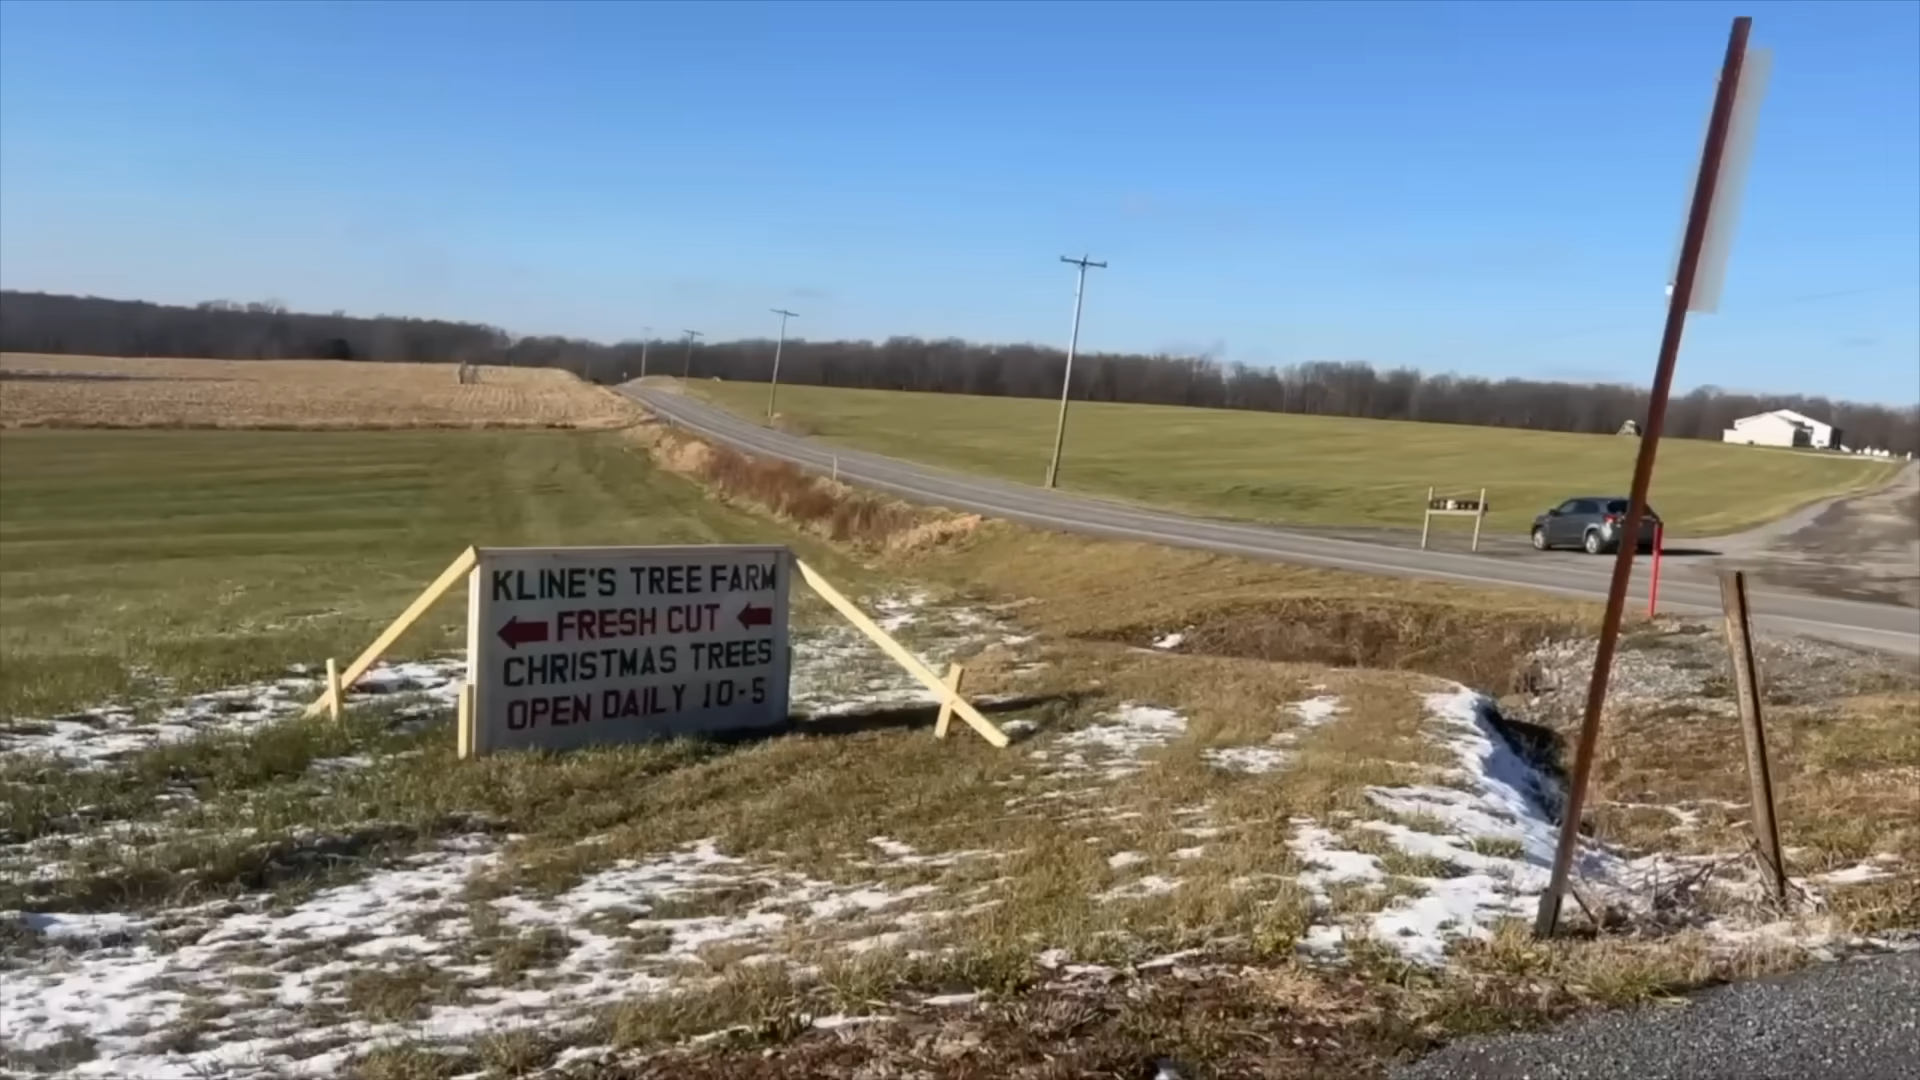 KLINE'S TREE FARM
FRESH CUT
CHRISTMAS TREES
OPEN DAILY 10-5